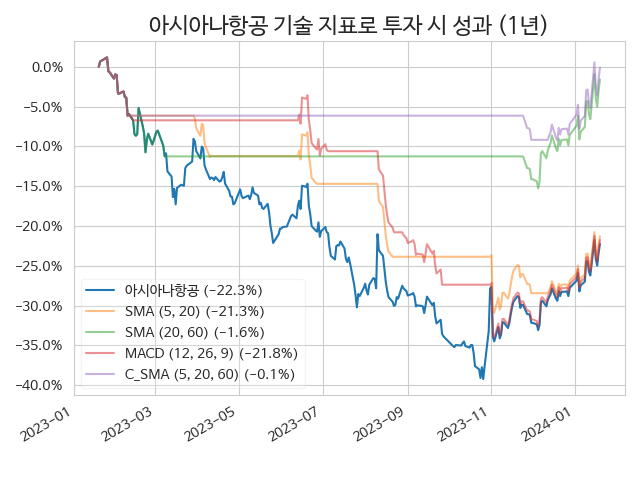 아시아나항공 기술 지표로 투자 시 성과 (1년)
0.0%
−5.0%
−10.0%
−15.0%
−20.0%
−25.0%
−30.0%
−35.0%
−40.0%
아시아나항공 (−22.3%)
SMA (5, 20) (−21.3%)
SMA (20, 60) (−1.6%)
MACD (12, 26, 9) (−21.8%)
C_SMA (5, 20, 60) (−0.1%)
2023-01
2023-03
2023-05
2023-07
2023-09
2023-11
2024-01